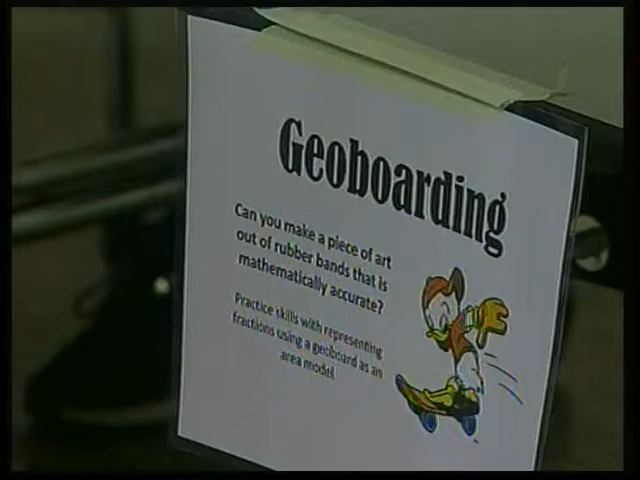 Geoboarding
Can you make a piece of art
out of rubber bands that is
mathematically accurate?
Practice skills with representing
fractions using a geoboard as an
area model.